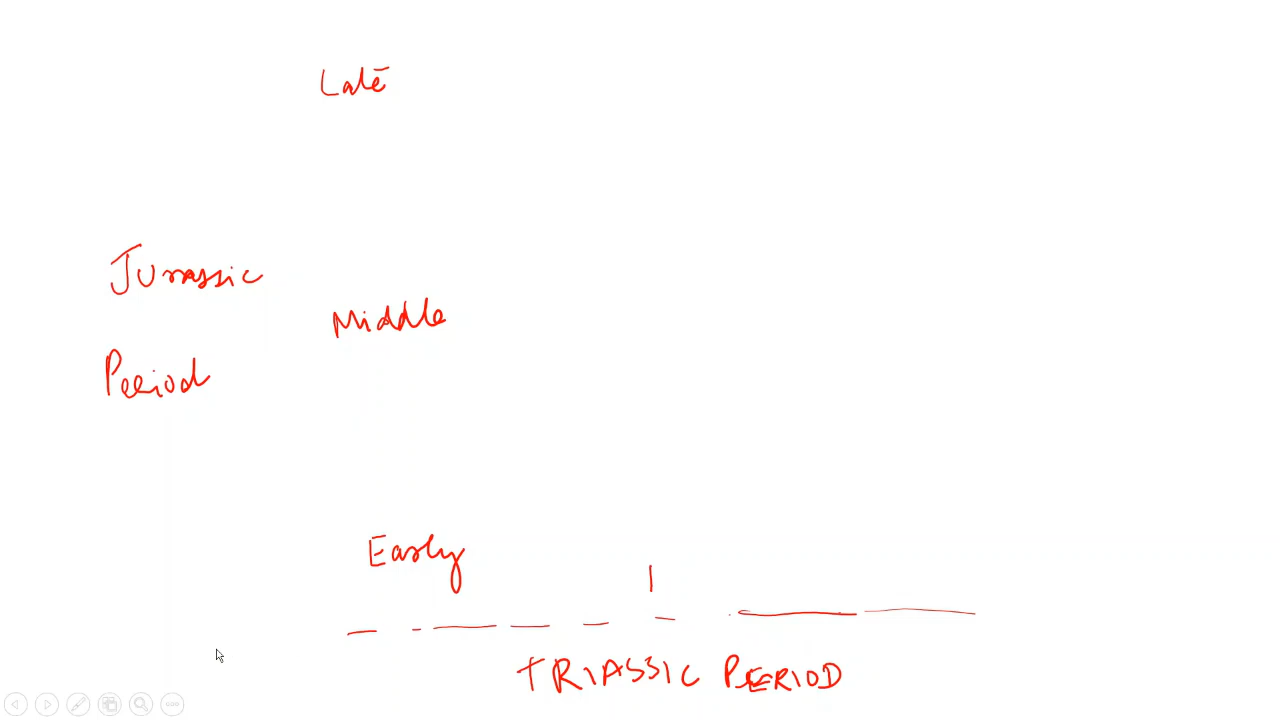 Late
Jurassic
Middle
Period
Early
TRIASSIC PERIOD